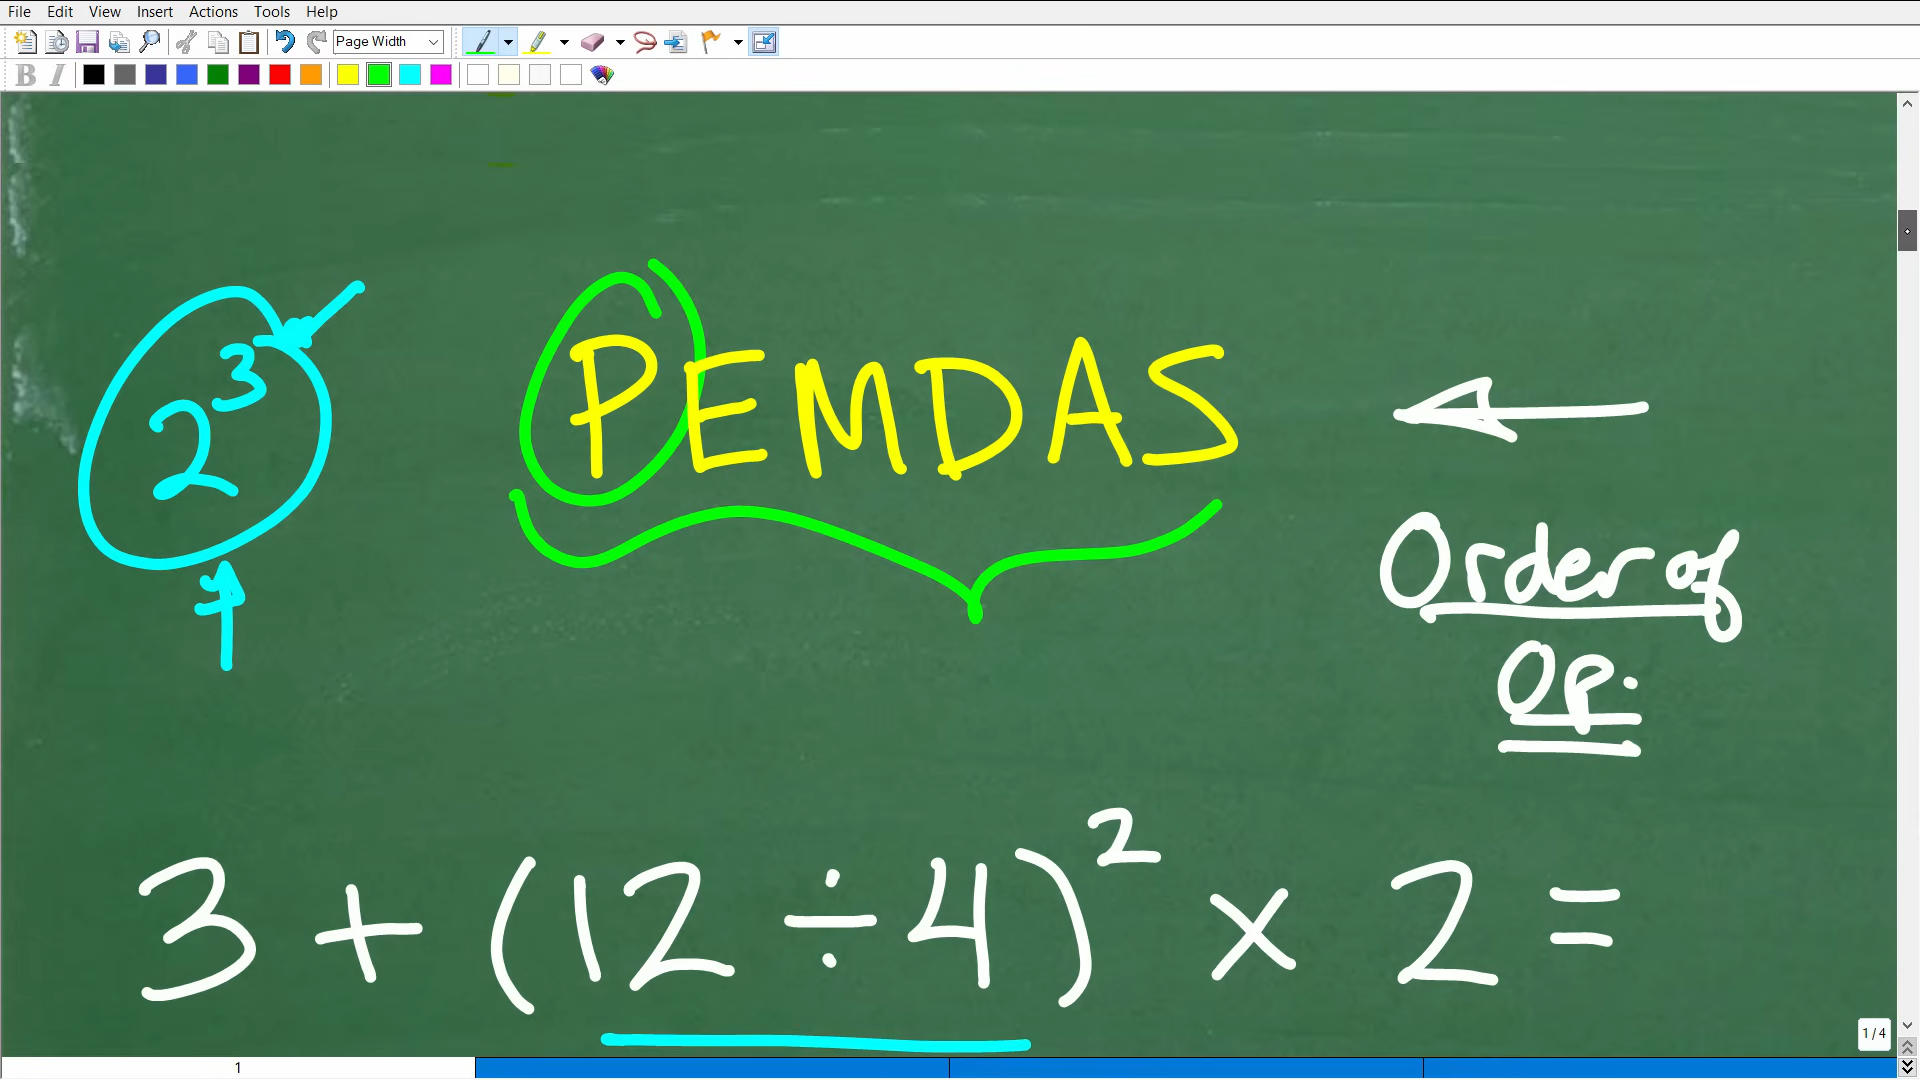 File Edit View Insert Actions Tools Help
Page Width
B I
PEMDAS
2³
Order of
Op.
3 + (12 ÷ 4)² × 2 =
1 / 4
1